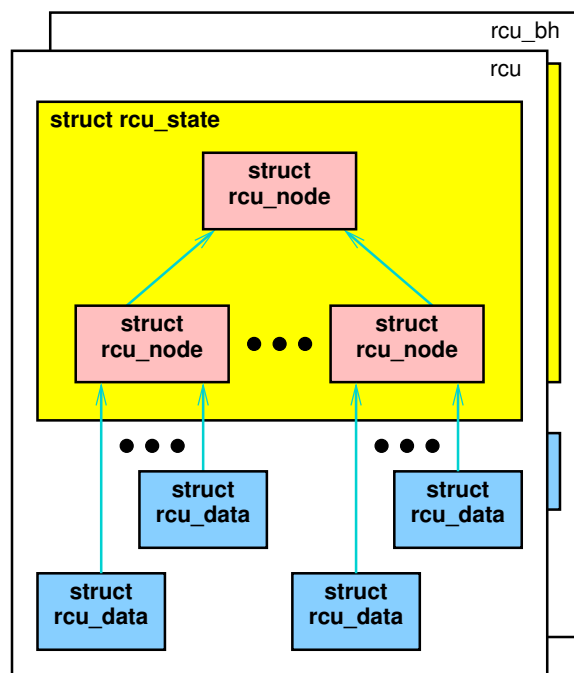 rcu_bh
rcu
struct rcu_state
struct
rcu_node
struct
rcu_node
struct
rcu_node
struct
rcu_data
struct
rcu_data
struct
rcu_data
struct
rcu_data